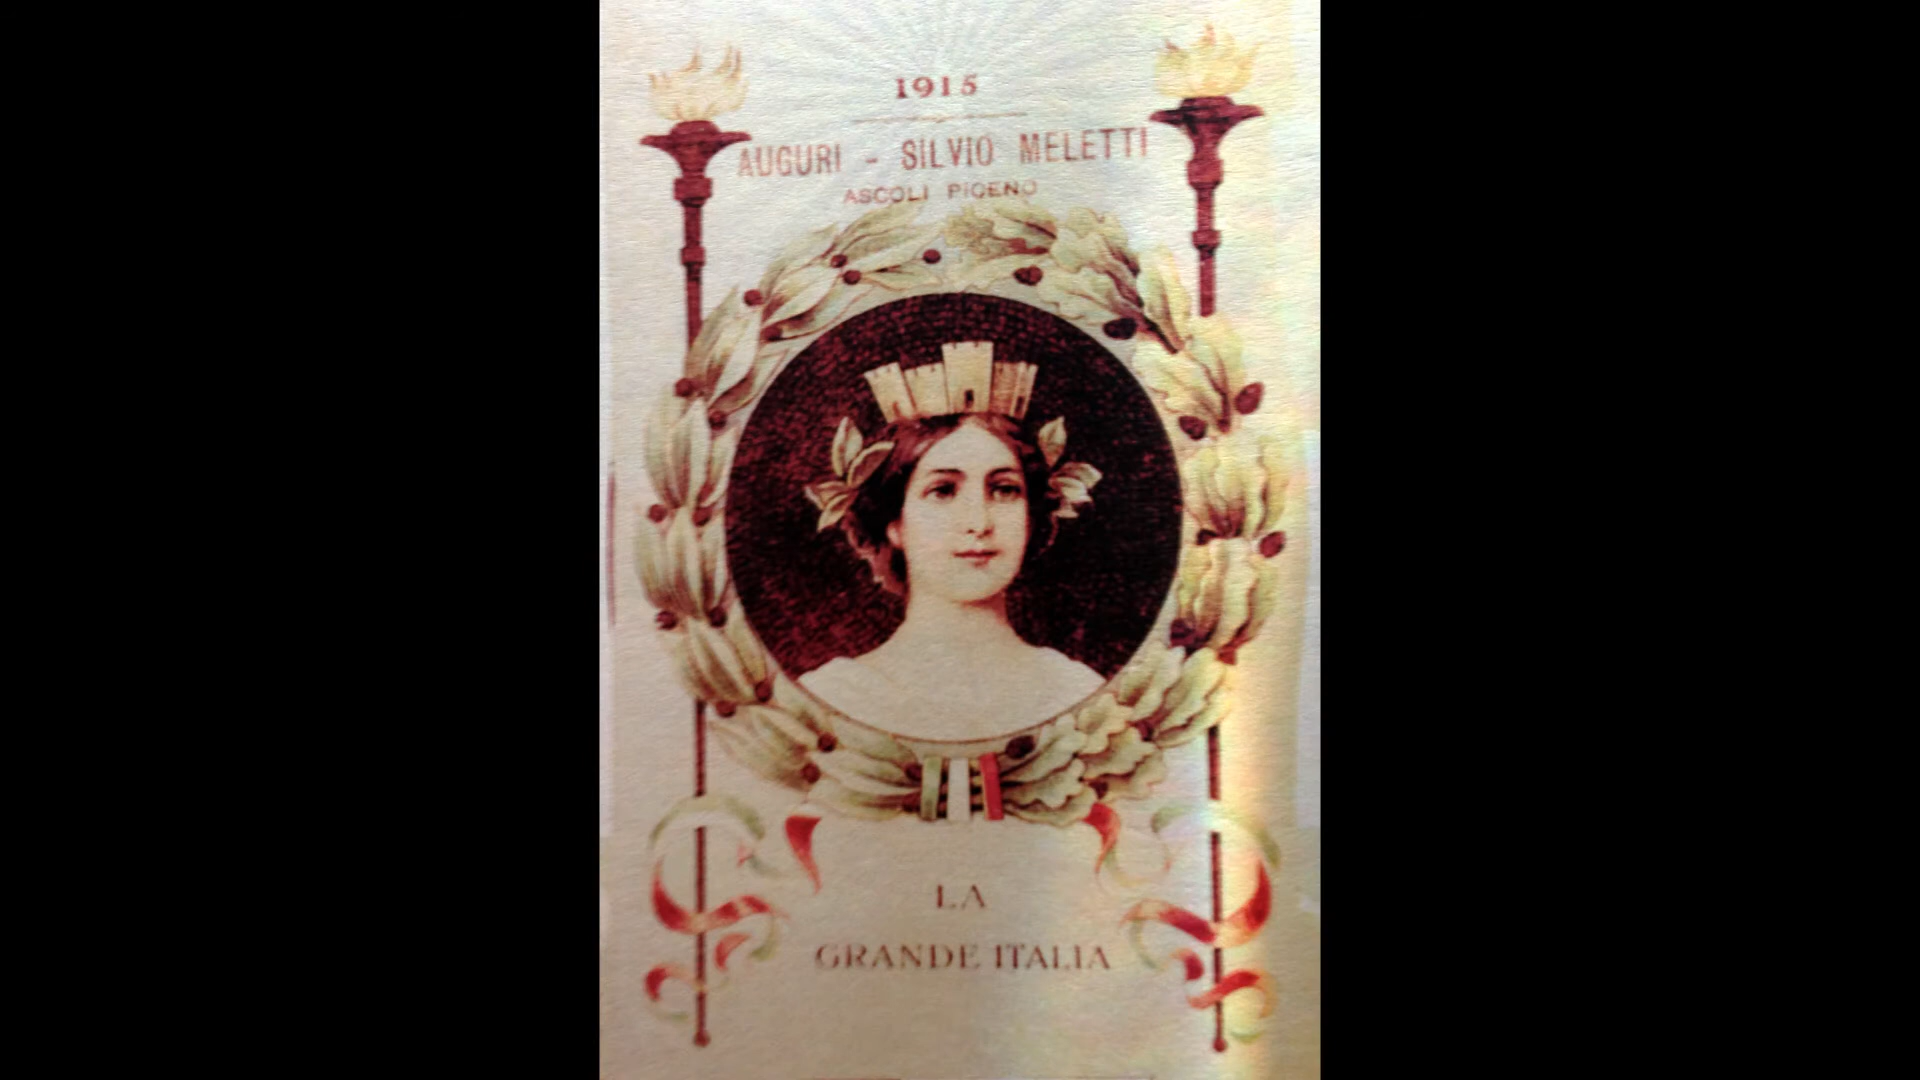 1915
AUGURI - SILVIO MELETTI
ASCOLI PICENO
LA
GRANDE ITALIA